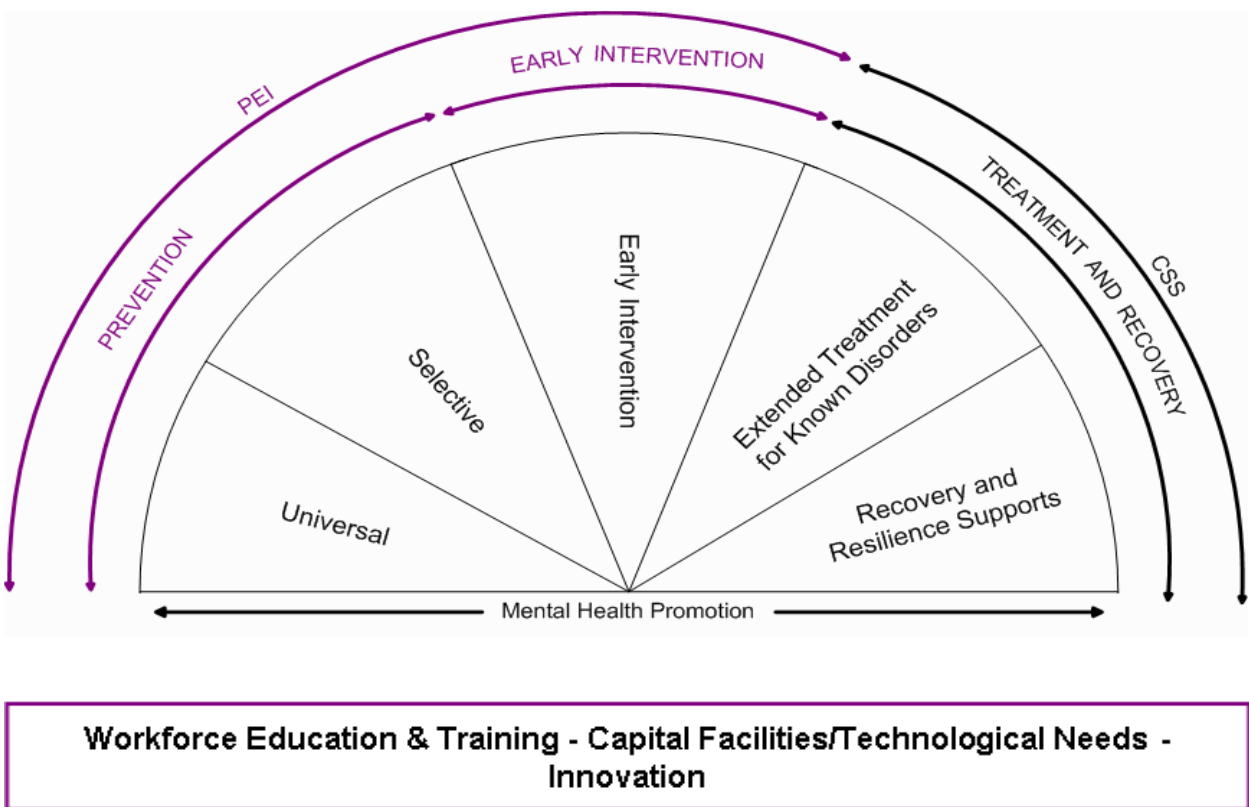 PEI
EARLY INTERVENTION
PREVENTION
TREATMENT AND RECOVERY
CSS
Universal
Selective
Early Intervention
Extended Treatment
for Known Disorders
Recovery and
Resilience Supports
Mental Health Promotion
Workforce Education & Training - Capital Facilities/Technological Needs -
Innovation